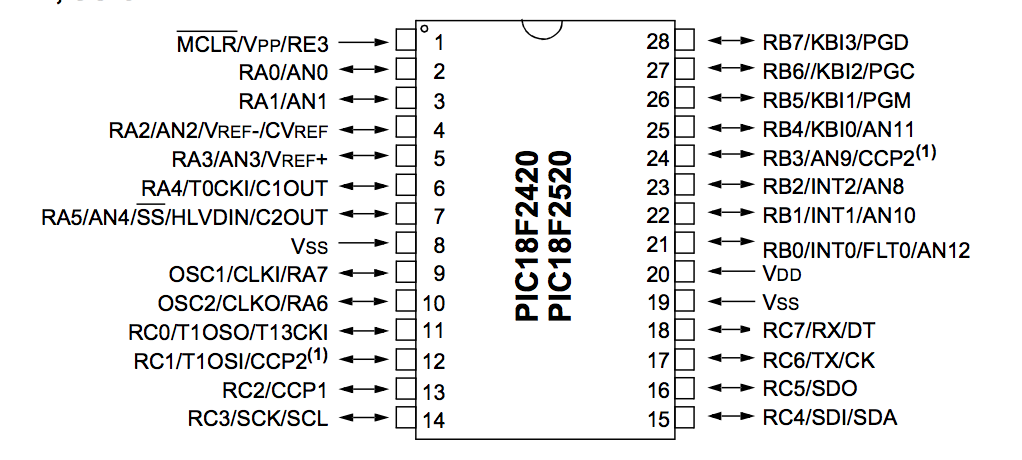 MCLR/VPP/RE3
RA0/AN0
RA1/AN1
RA2/AN2/VREF-/CVREF
RA3/AN3/VREF+
RA4/T0CKI/C1OUT
RA5/AN4/SS/HLVDIN/C2OUT
VSS
OSC1/CLKI/RA7
OSC2/CLKO/RA6
RC0/T1OSO/T13CKI
RC1/T1OSI/CCP2(1)
RC2/CCP1
RC3/SCK/SCL
1
2
3
4
5
6
7
8
9
10
11
12
13
14
PIC18F2420
PIC18F2520
28
27
26
25
24
23
22
21
20
19
18
17
16
15
RB7/KBI3/PGD
RB6//KBI2/PGC
RB5/KBI1/PGM
RB4/KBI0/AN11
RB3/AN9/CCP2(1)
RB2/INT2/AN8
RB1/INT1/AN10
RB0/INT0/FLT0/AN12
VDD
VSS
RC7/RX/DT
RC6/TX/CK
RC5/SDO
RC4/SDI/SDA